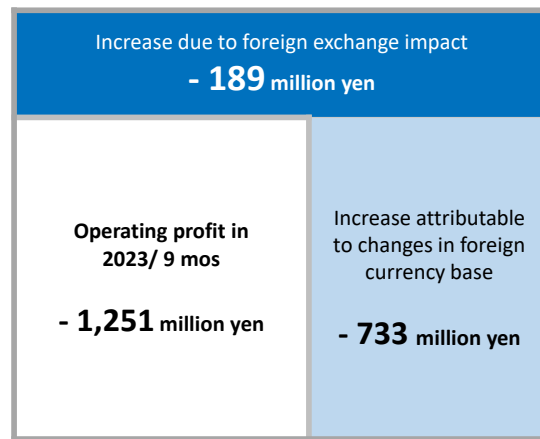 Increase due to foreign exchange impact
- 189 million yen
Operating profit in
2023/ 9 mos
- 1,251 million yen
Increase attributable
to changes in foreign
currency base
- 733 million yen